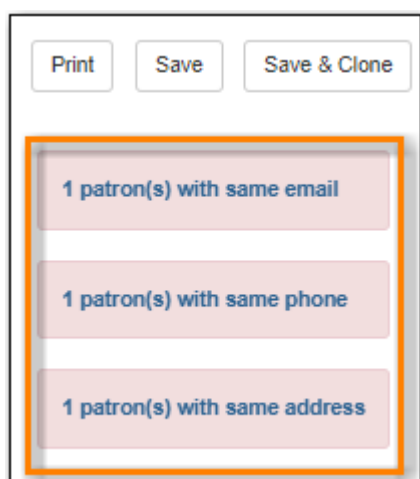 Print Save Save & Clone
1 patron(s) with same email
1 patron(s) with same phone
1 patron(s) with same address